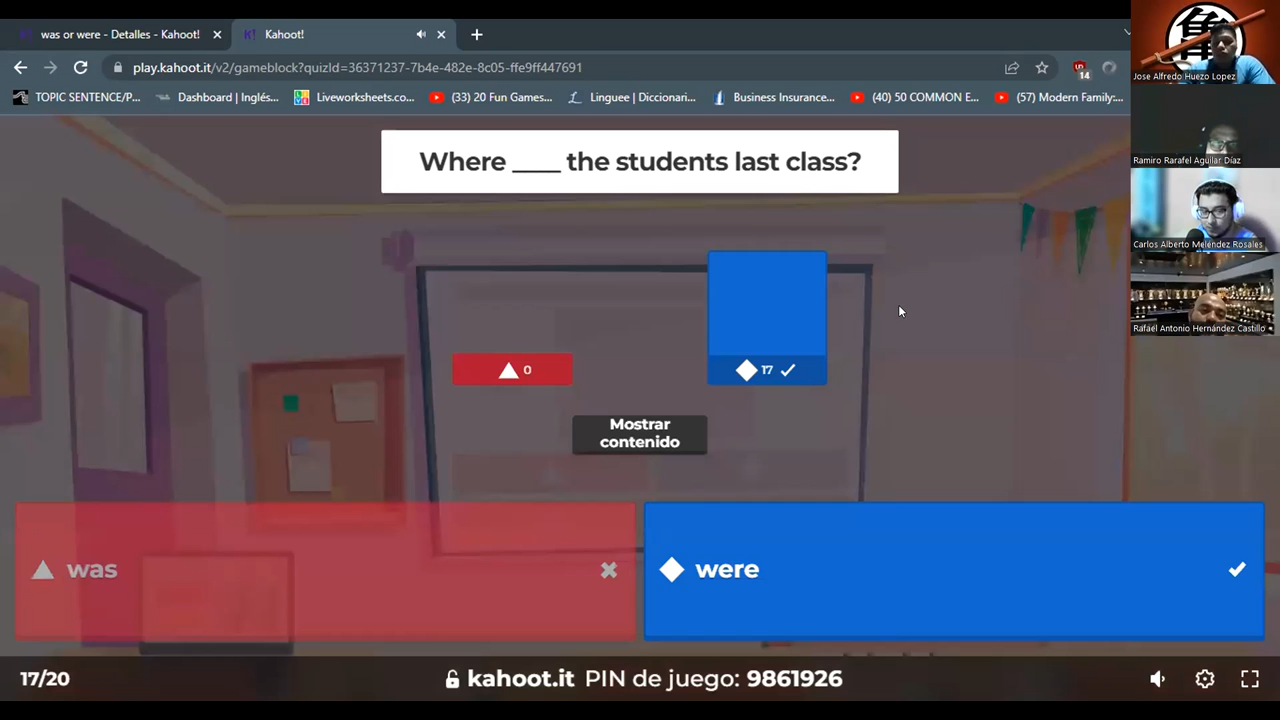 was or were - Detalles - Kahoot!
Kahoot!
play.kahoot.it/v2/gameblock?quizId=36371237-7b4e-482e-8c05-ffe9ff447691
14
TOPIC SENTENCE/P...
Dashboard | Inglés...
Liveworksheets.co...
(33) 20 Fun Games...
Linguee | Diccionari...
Business Insurance...
(40) 50 COMMON E...
(57) Modern Family:...
Jose Alfredo Huezo Lopez
Ramiro Rarafel Aguilar Díaz
Carlos Alberto Melendez Rosales
Rafael Antonio Hernández Castillo
Where ____ the students last class?
0
17
Mostrar
contenido
was
were
17/20
kahoot.it PIN de juego: 9861926